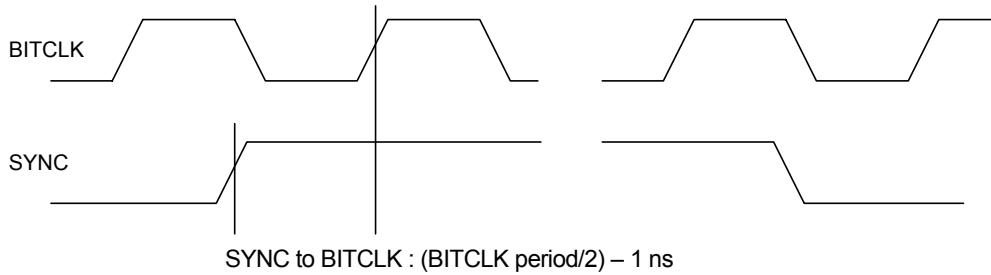 BITCLK
SYNC
SYNC to BITCLK : (BITCLK period/2) – 1 ns